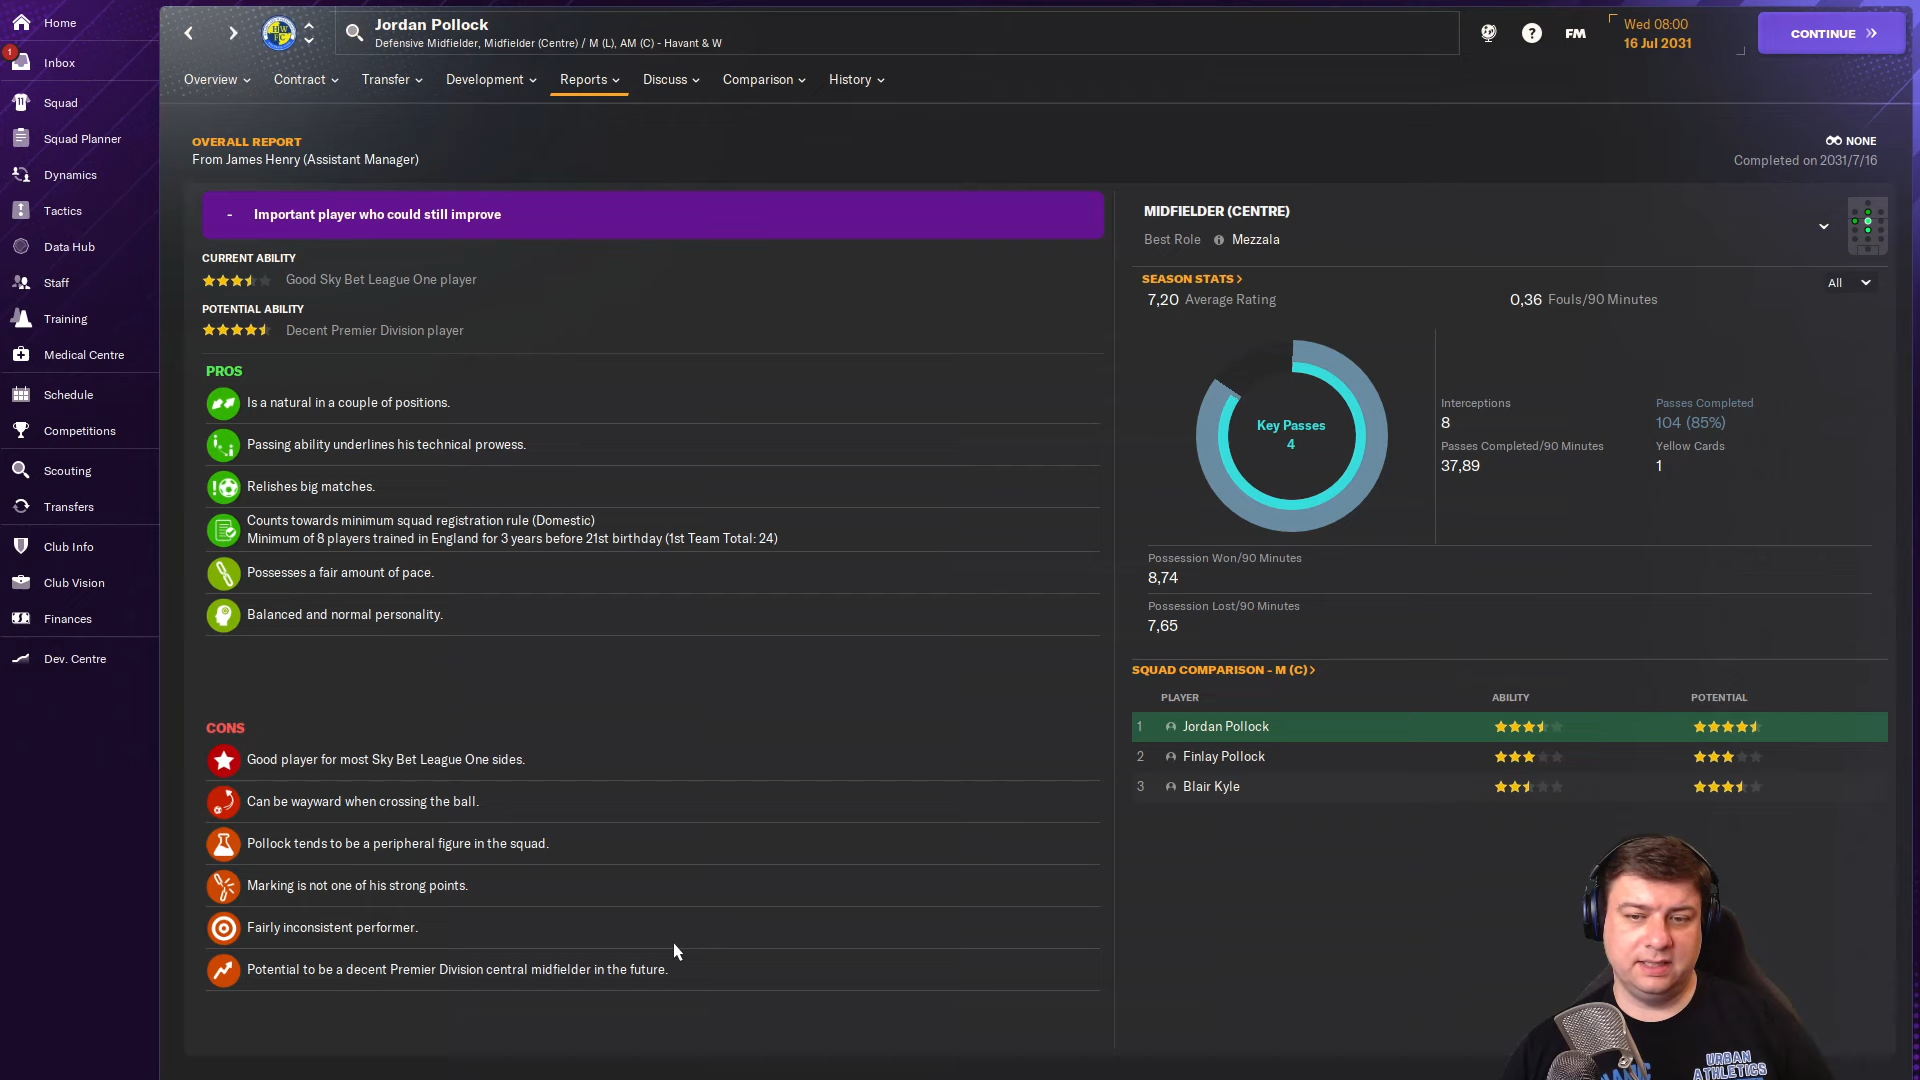 Home
1
Inbox
Squad
Squad Planner
Dynamics
Tactics
Data Hub
Staff
Training
Medical Centre
Schedule
Competitions
Scouting
Transfers
Club Info
Club Vision
Finances
Dev. Centre
Jordan Pollock
Defensive Midfielder, Midfielder (Centre) / M (L), AM (C) - Havant & W
FM
Wed 08:00
16 Jul 2031
CONTINUE
Overview
Contract
Transfer
Development
Reports
Discuss
Comparison
History
OVERALL REPORT
From James Henry (Assistant Manager)
NONE
Completed on 2031/7/16
- Important player who could still improve
CURRENT ABILITY
Good Sky Bet League One player
POTENTIAL ABILITY
Decent Premier Division player
PROS
Is a natural in a couple of positions.
Passing ability underlines his technical prowess.
Relishes big matches.
Counts towards minimum squad registration rule (Domestic)
Minimum of 8 players trained in England for 3 years before 21st birthday (1st Team Total: 24)
Possesses a fair amount of pace.
Balanced and normal personality.
CONS
Good player for most Sky Bet League One sides.
Can be wayward when crossing the ball.
Pollock tends to be a peripheral figure in the squad.
Marking is not one of his strong points.
Fairly inconsistent performer.
Potential to be a decent Premier Division central midfielder in the future.
MIDFIELDER (CENTRE)
Best Role Mezzala
SEASON STATS >
All
7,20 Average Rating
0,36 Fouls/90 Minutes
Key Passes
4
Interceptions
8
Passes Completed
104 (85%)
Passes Completed/90 Minutes
37,89
Yellow Cards
1
Possession Won/90 Minutes
8,74
Possession Lost/90 Minutes
7,65
SQUAD COMPARISON - M (C) >
PLAYER ABILITY POTENTIAL
1 Jordan Pollock
2 Finlay Pollock
3 Blair Kyle
URBAN
ATHLETICS